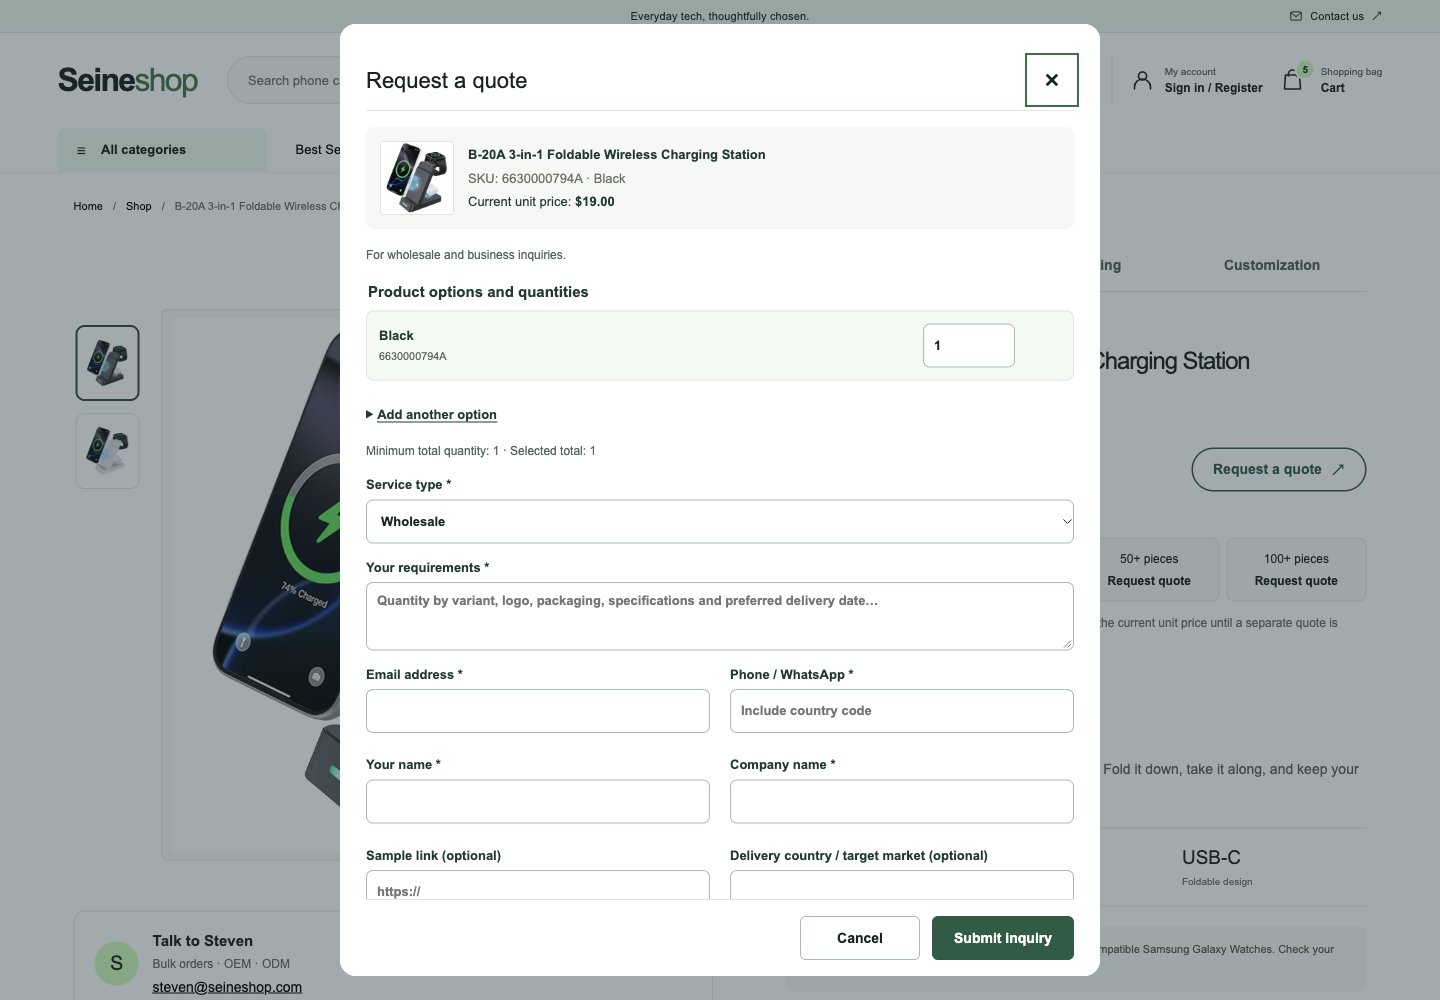 Everyday tech, thoughtfully chosen.
Contact us ↗
Seineshop
Search phone c
My account
Sign in / Register
5
Shopping bag
Cart
≡ All categories
Best Se
Home / Shop / B-20A 3-in-1 Foldable Wireless Ch
Request a quote
×
B-20A 3-in-1 Foldable Wireless Charging Station
SKU: 6630000794A · Black
Current unit price: $19.00
For wholesale and business inquiries.
Product options and quantities
Black
6630000794A
1
Add another option
Minimum total quantity: 1 · Selected total: 1
Service type *
Wholesale
Your requirements *
Quantity by variant, logo, packaging, specifications and preferred delivery date...
Email address *
Phone / WhatsApp *
Include country code
Your name *
Company name *
Sample link (optional)
Delivery country / target market (optional)
https://
Cancel
Submit inquiry
ing
Customization
Charging Station
Request a quote ↗
50+ pieces
Request quote
100+ pieces
Request quote
the current unit price until a separate quote is
Fold it down, take it along, and keep your
USB-C
Foldable design
mpatible Samsung Galaxy Watches. Check your
74% Charged
S
Talk to Steven
Bulk orders · OEM · ODM
steven@seineshop.com